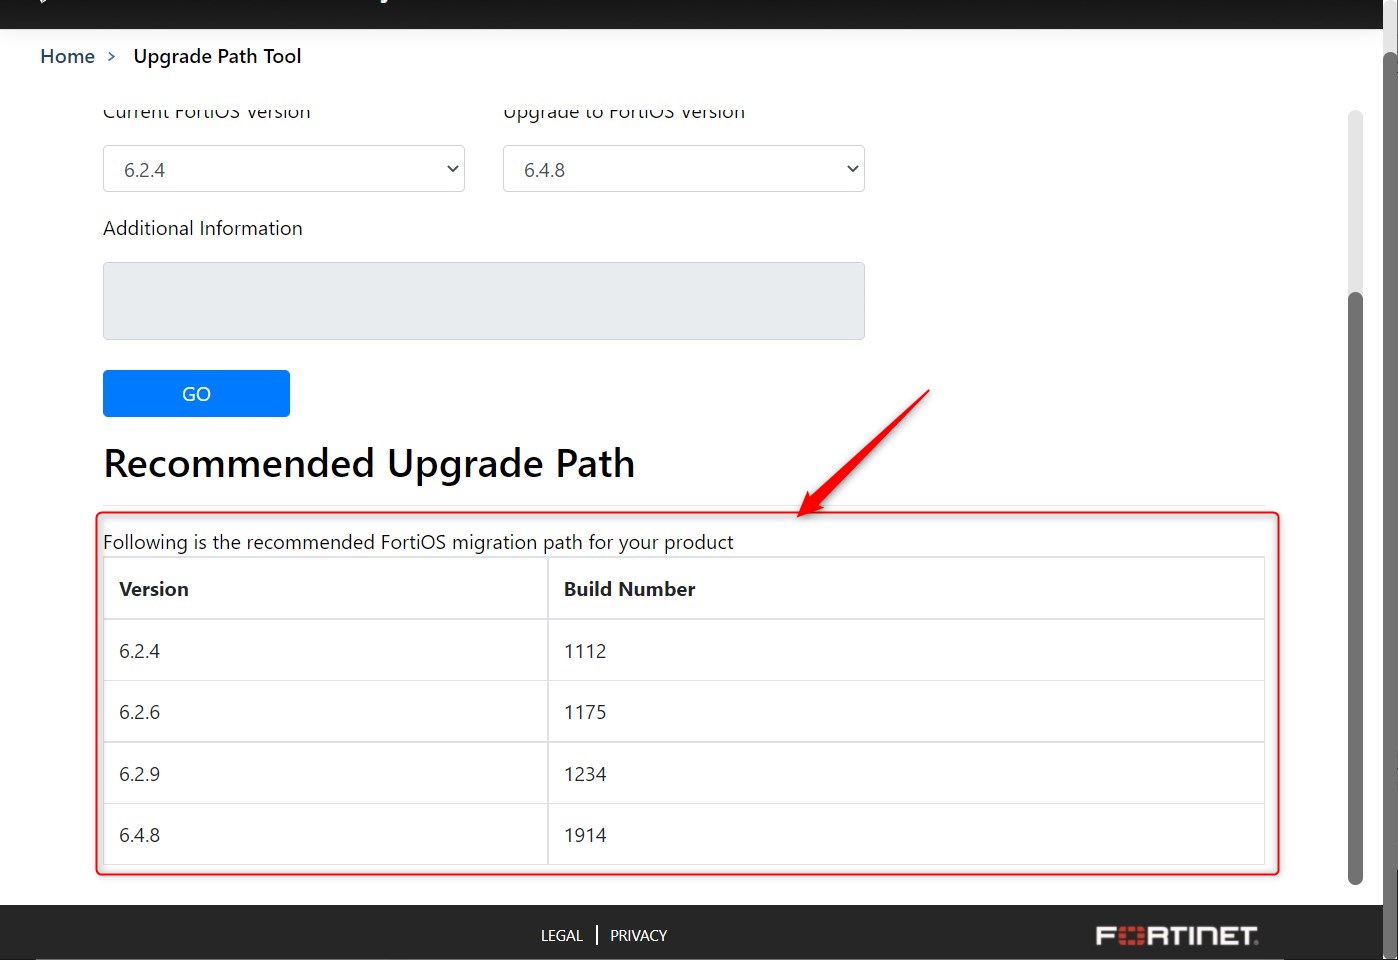 Home > Upgrade Path Tool
Current FortiOS Version Upgrade to FortiOS Version
6.2.4 6.4.8
Additional Information
GO
Recommended Upgrade Path
Following is the recommended FortiOS migration path for your product
Version Build Number
6.2.4 1112
6.2.6 1175
6.2.9 1234
6.4.8 1914
LEGAL | PRIVACY FORTINET